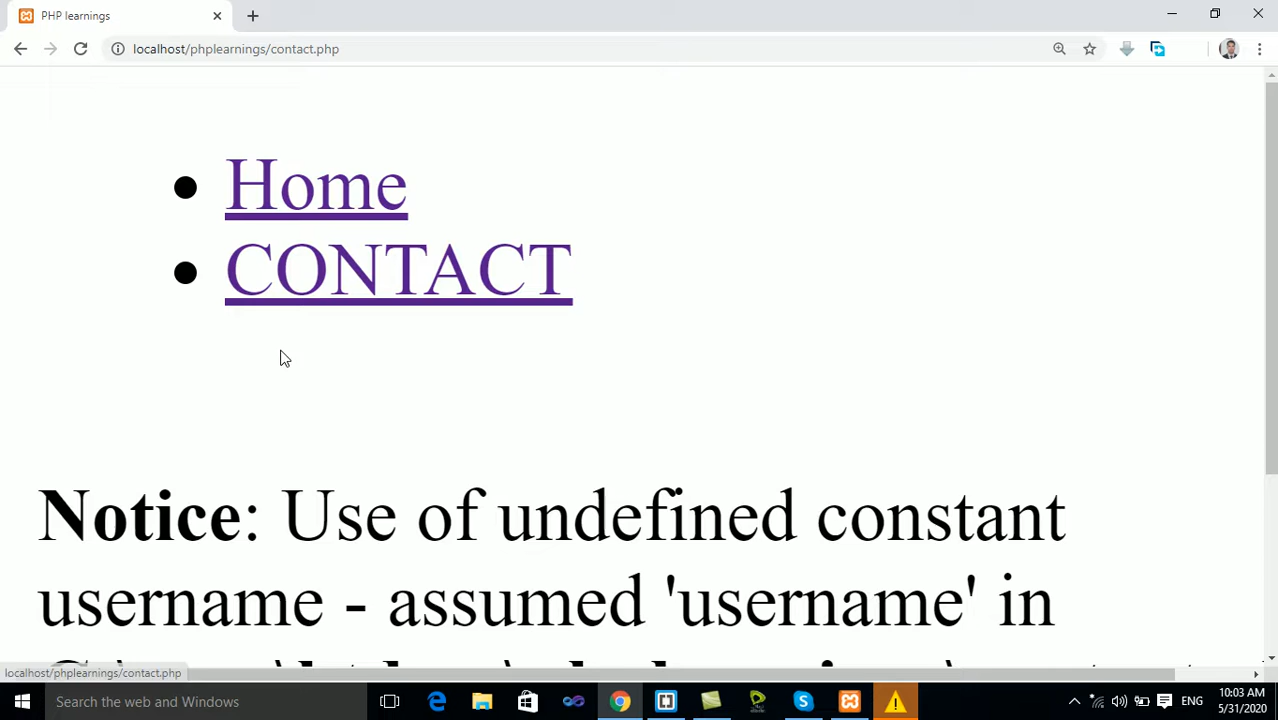 PHP learnings
localhost/phplearnings/contact.php
Home
CONTACT
Notice: Use of undefined constant
username - assumed 'username' in
localhost/phplearnings/contact.php
Search the web and Windows
ENG
10:03 AM
5/31/2020